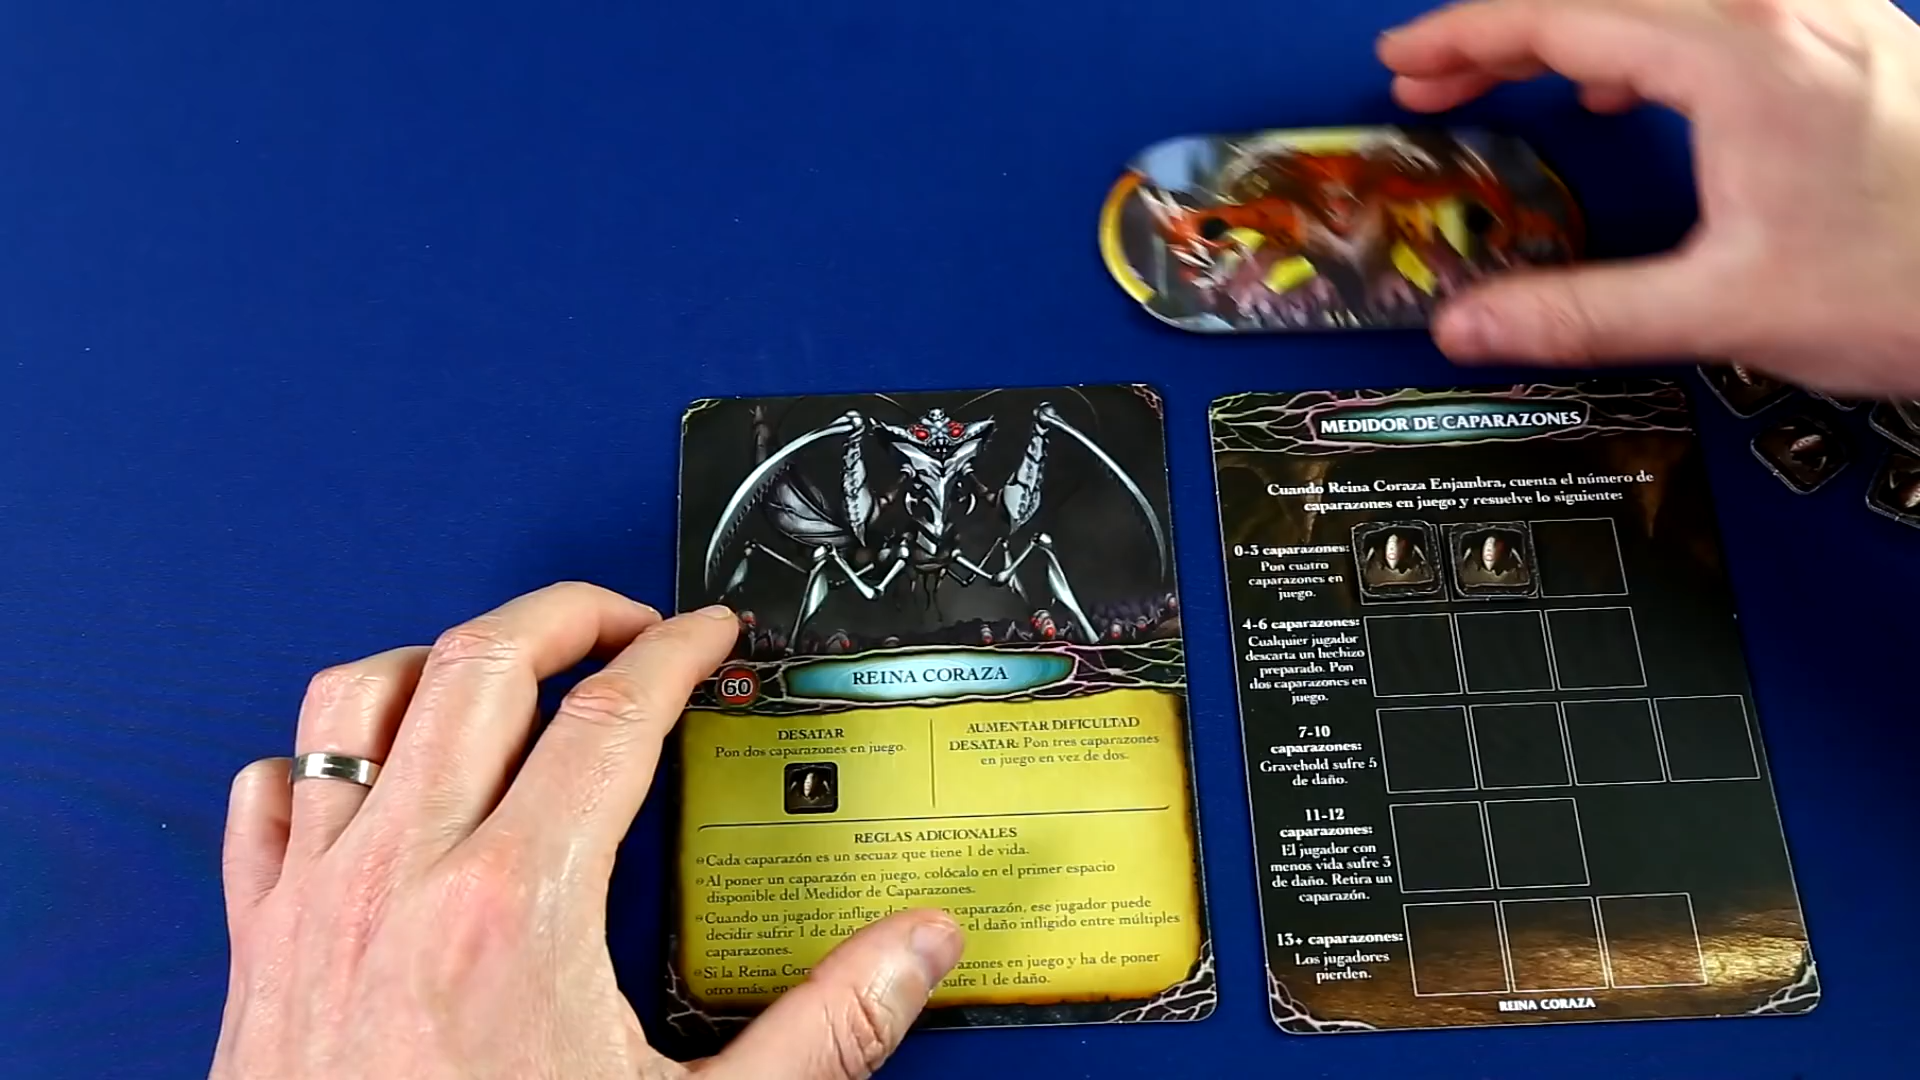 REINA CORAZA
60
DESATAR
Pon dos caparazones en juego.
AUMENTAR DIFICULTAD
DESATAR: Pon tres caparazones
en juego en vez de dos.
REGLAS ADICIONALES
Cada caparazón es un secuaz que tiene 1 de vida.
Al poner un caparazón en juego, colócalo en el primer espacio
disponible del Medidor de Caparazones.
Cuando un jugador inflige caparazón, ese jugador puede
decidir sufrir 1 de el daño infligido entre múltiples
caparazones.
Si la Reina en juego y ha de poner
otro más, sufre 1 de daño.
MEDIDOR DE CAPARAZONES
Cuando Reina Coraza Enjambra, cuenta el número de
caparazones en juego y resuelve lo siguiente:
0-3 caparazones:
Pon cuatro
caparazones en
juego.
4-6 caparazones:
Cualquier jugador
descarta un hechizo
preparado. Pon
dos caparazones en
juego.
7-10
caparazones:
Gravehold sufre 5
de daño.
11-12
caparazones:
El jugador con
menos vida sufre 3
de daño. Retira un
caparazón.
13+ caparazones:
Los jugadores
pierden.
REINA CORAZA